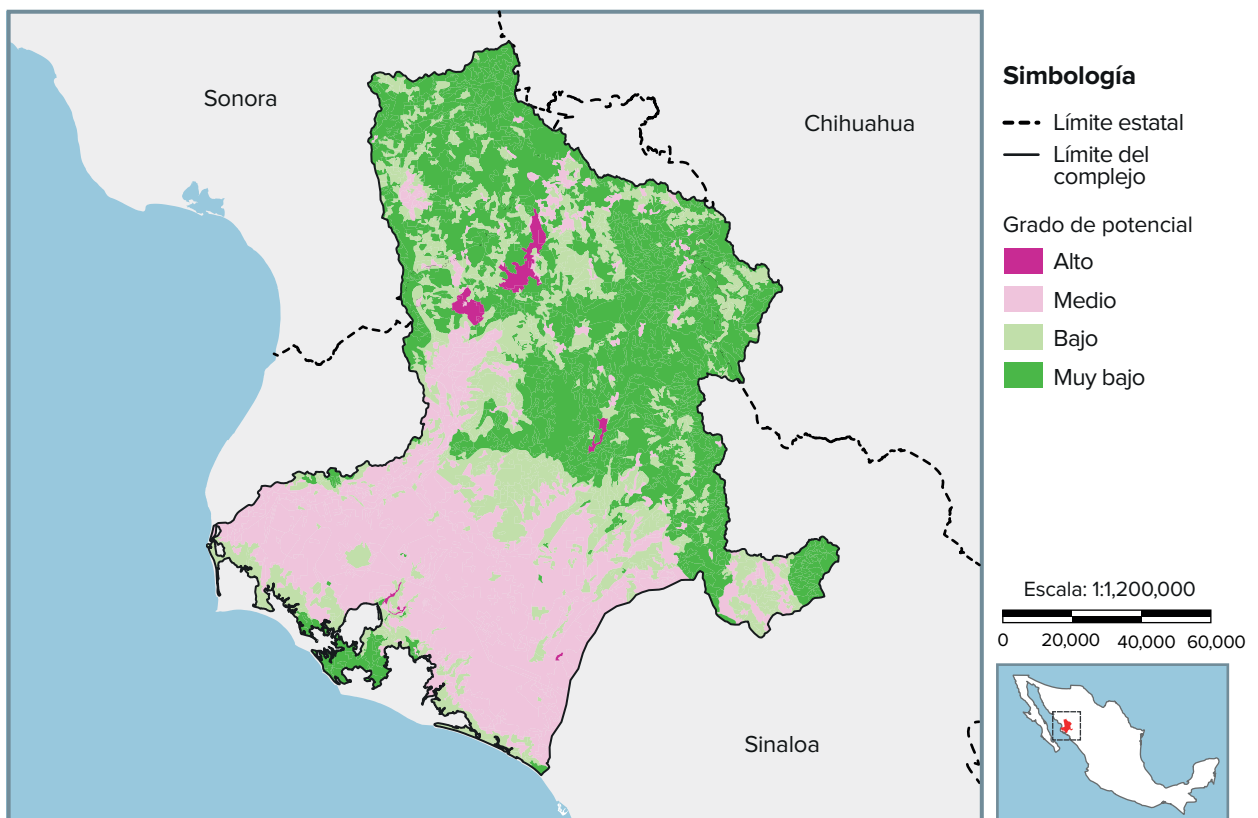 Sonora
Chihuahua
Sinaloa
Simbología
Límite estatal
Límite del
complejo
Grado de potencial
Alto
Medio
Bajo
Muy bajo
Escala: 1:1,200,000
0 20,000 40,000 60,000